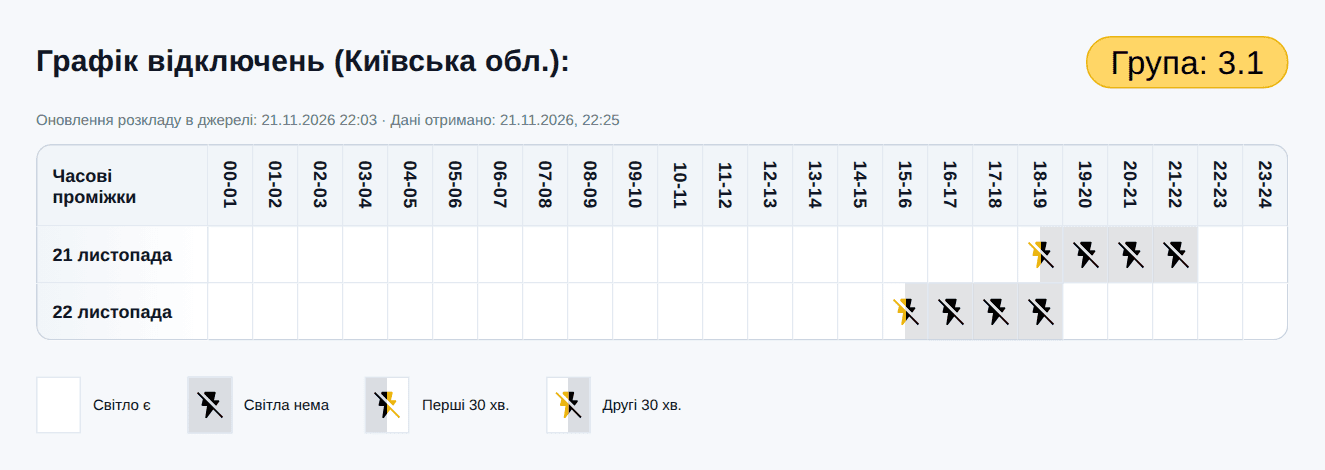 Графік відключень (Київська обл.):
Група: 3.1
Оновлення розкладу в джерелі: 21.11.2026 22:03 · Дані отримано: 21.11.2026, 22:25
Часові
проміжки
00-01
01-02
02-03
03-04
04-05
05-06
06-07
07-08
08-09
09-10
10-11
11-12
12-13
13-14
14-15
15-16
16-17
17-18
18-19
19-20
20-21
21-22
22-23
23-24
21 листопада
22 листопада
Світло є
Світла нема
Перші 30 хв.
Другі 30 хв.